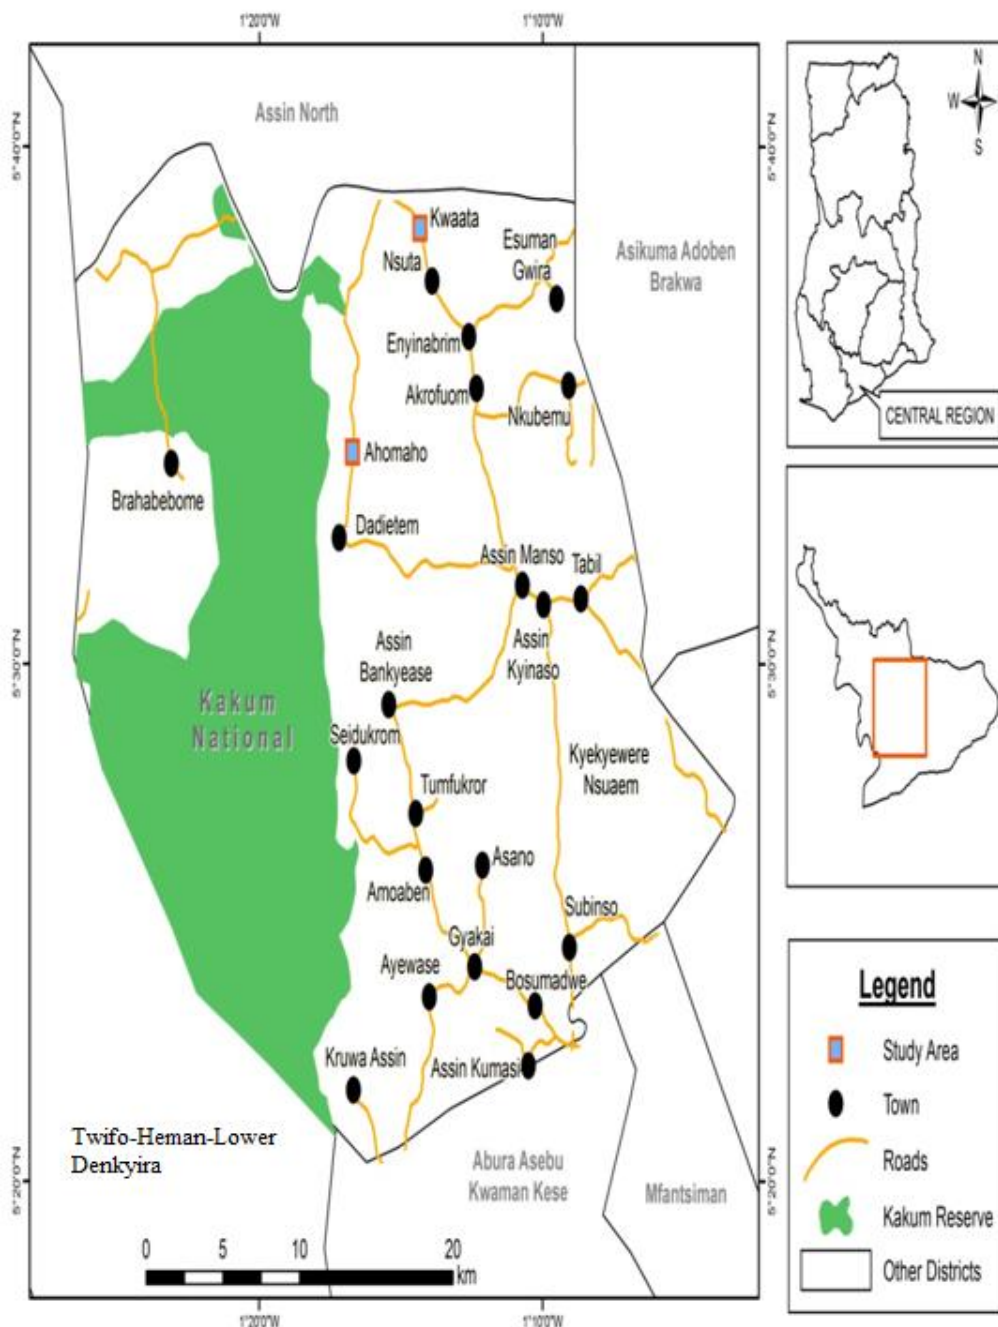 1°20'0"W
1°10'0"W
5°40'0"N
5°40'0"N
Assin North
Kwaata
Nsuta
Esuman
Gwira
Asikuma Adoben
Brakwa
Enyinabrim
Akrofuom
Nkubemu
Ahomaho
Brahabebome
Dadietem
Assin Manso
Tabil
Assin
Kyinaso
Assin
Bankyease
5°30'0"N
5°30'0"N
Kakum
National
Seidukrom
Kyekyewere
Nsuaem
Tumfukror
Asano
Amoaben
Subinso
Gyakai
Ayewase
Bosumadwe
Kruwa Assin
Assin Kumasi
Twifo-Heman-Lower
Denkyira
Abura Asebu
Kwaman Kese
Mfantsiman
5°20'0"N
5°20'0"N
0 5 10 20
km
1°20'0"W
1°10'0"W
N
W E
S
CENTRAL REGION
Legend
Study Area
Town
Roads
Kakum Reserve
Other Districts